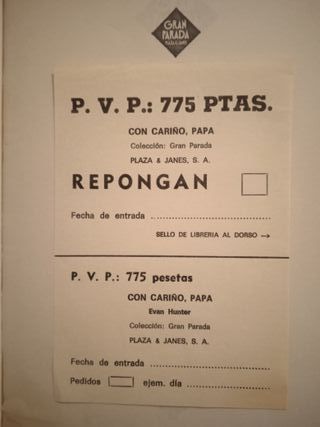 GRAN
PARADA
PLAZA & JANES
P. V. P.: 775 PTAS.
CON CARIÑO, PAPA
Colección: Gran Parada
PLAZA & JANES, S. A.
REPONGAN
Fecha de entrada
SELLO DE LIBRERIA AL DORSO →
P. V. P.: 775 pesetas
CON CARIÑO, PAPA
Evan Hunter
Colección: Gran Parada
PLAZA & JANES, S. A.
Fecha de entrada
Pedidos ejem. día